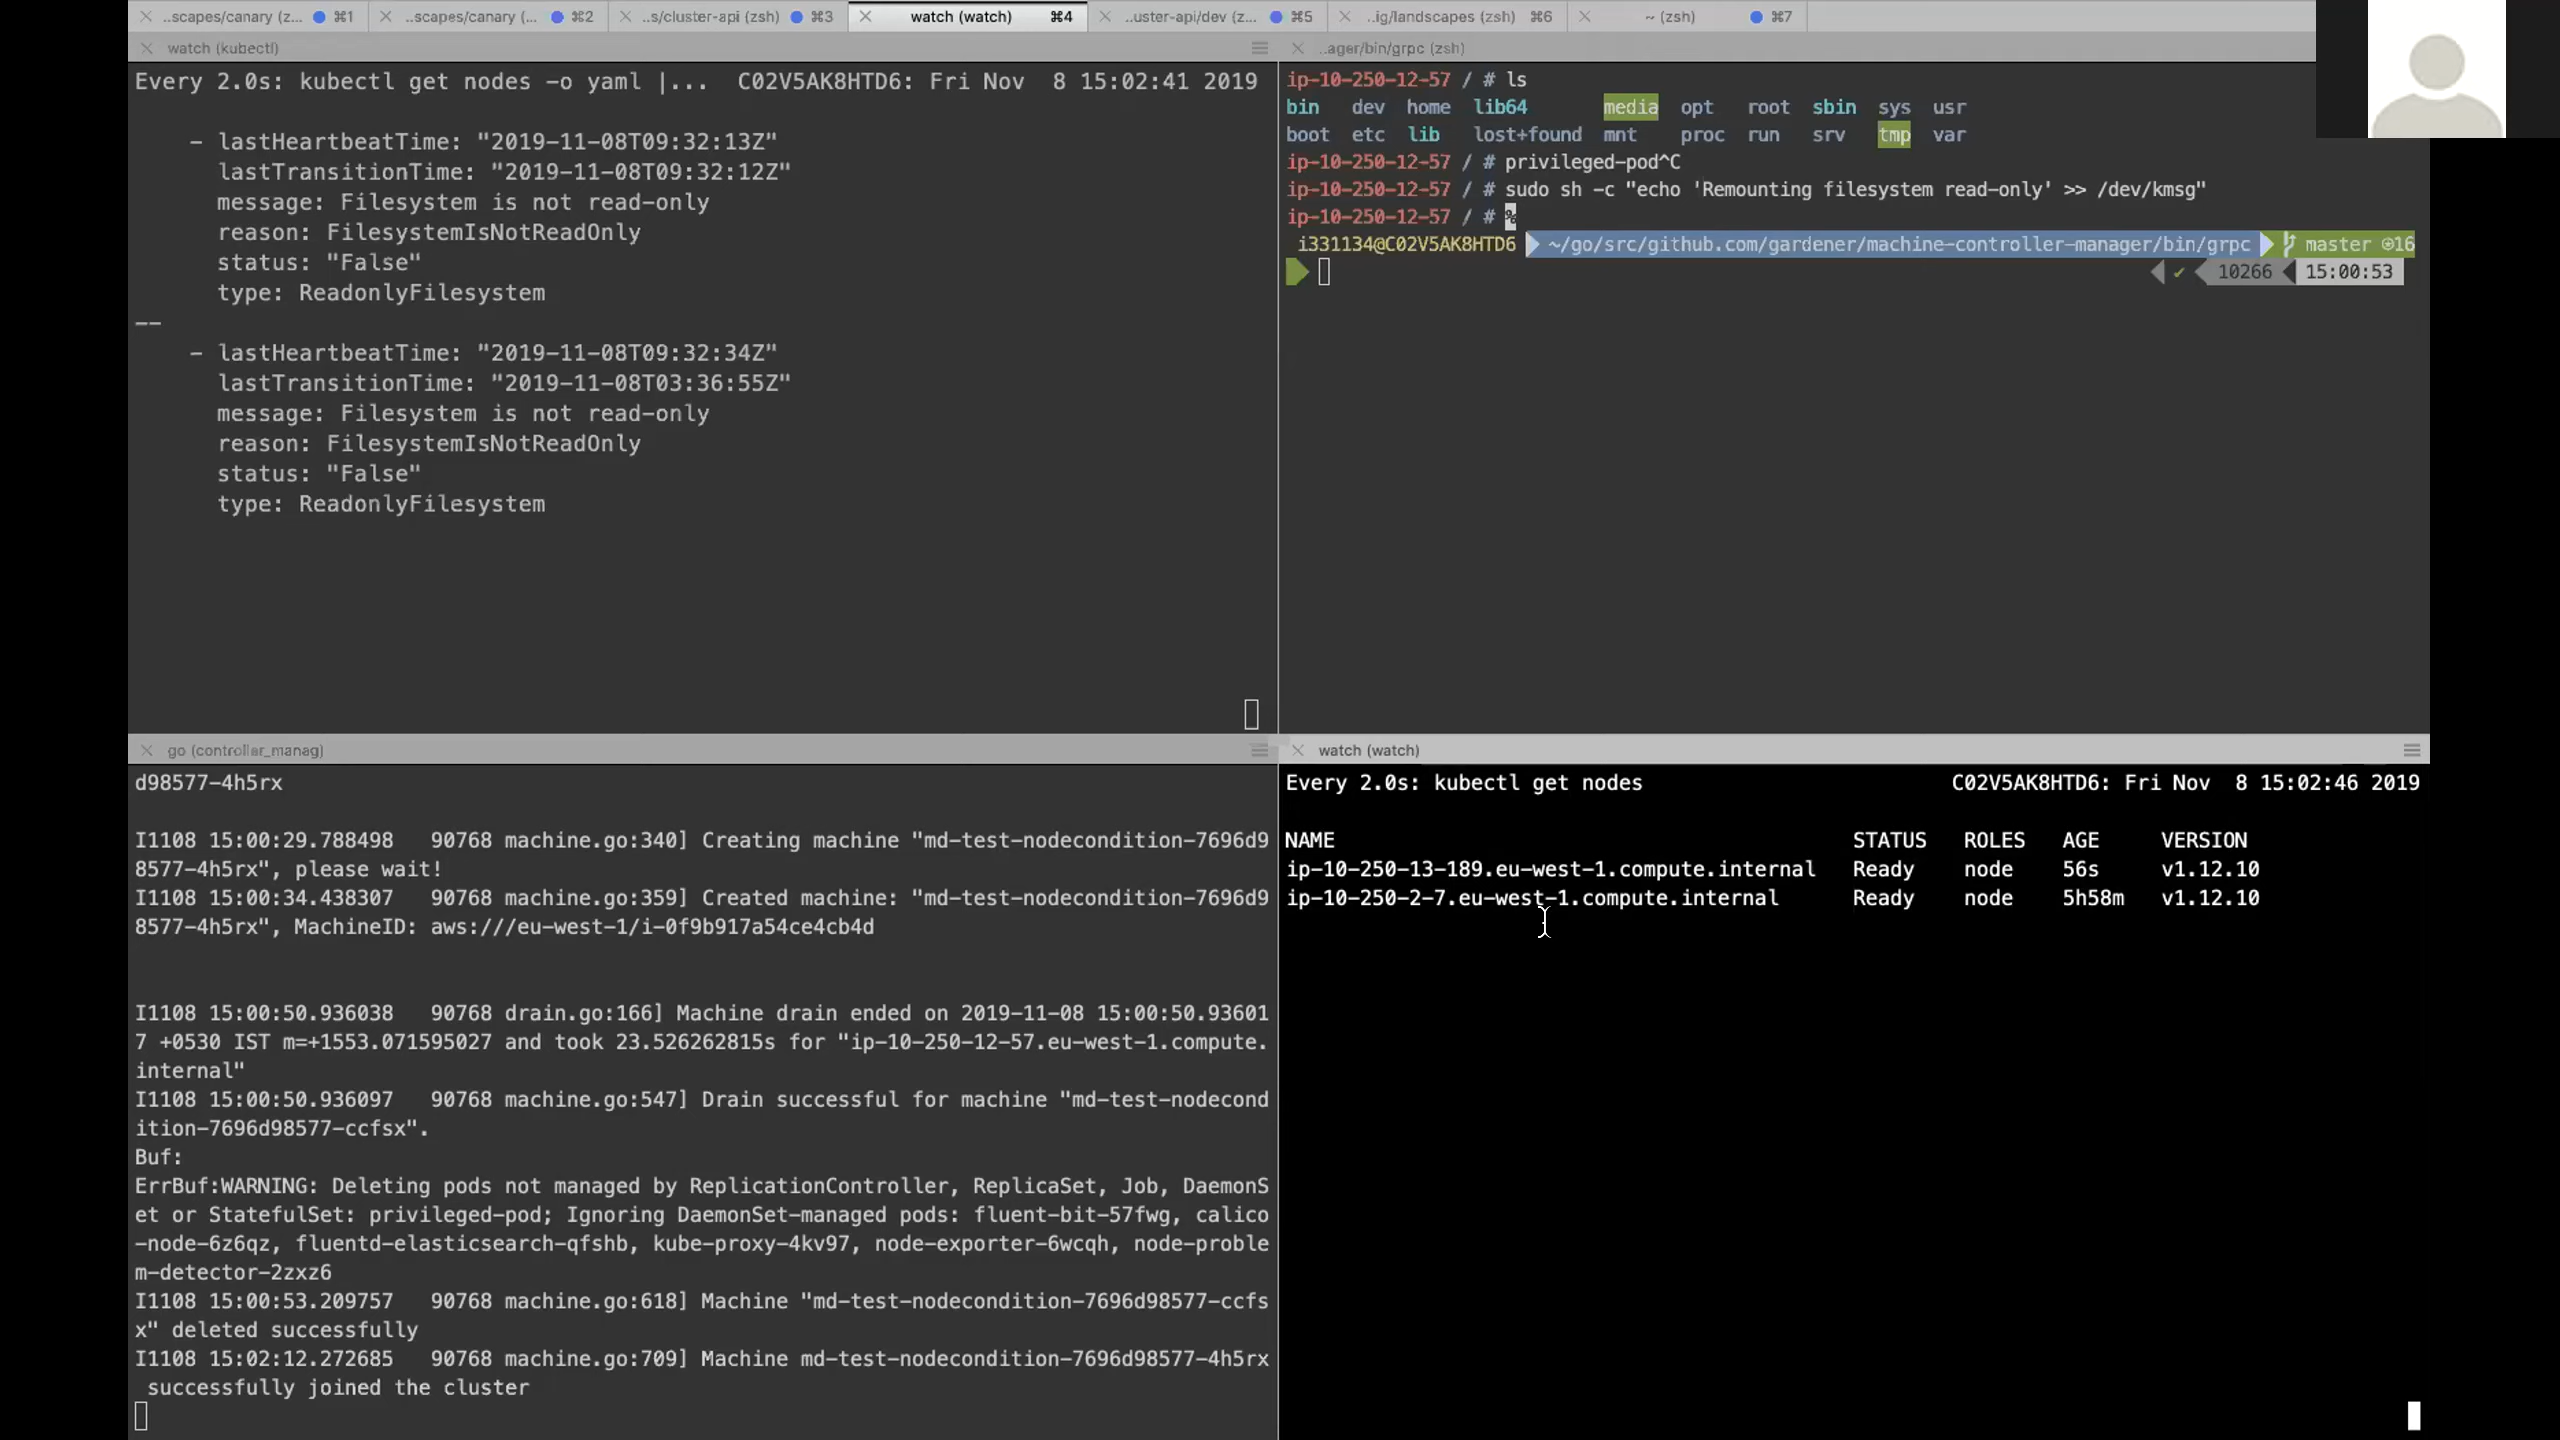 ..scapes/canary (z... ⌘1 ..scapes/canary (... ⌘2 ..s/cluster-api (zsh) ⌘3 watch (watch) ⌘4 ..uster-api/dev (z... ⌘5 ..ig/landscapes (zsh) ⌘6 ~ (zsh) ⌘7
watch (kubectl)
Every 2.0s: kubectl get nodes -o yaml |... C02V5AK8HTD6: Fri Nov  8 15:02:41 2019
- lastHeartbeatTime: "2019-11-08T09:32:13Z"
lastTransitionTime: "2019-11-08T09:32:12Z"
message: Filesystem is not read-only
reason: FilesystemIsNotReadOnly
status: "False"
type: ReadonlyFilesystem
--
- lastHeartbeatTime: "2019-11-08T09:32:34Z"
lastTransitionTime: "2019-11-08T03:36:55Z"
message: Filesystem is not read-only
reason: FilesystemIsNotReadOnly
status: "False"
type: ReadonlyFilesystem
..ager/bin/grpc (zsh)
ip-10-250-12-57 / # ls
bin dev home lib64 media opt root sbin sys usr
boot etc lib lost+found mnt proc run srv tmp var
ip-10-250-12-57 / # privileged-pod^C
ip-10-250-12-57 / # sudo sh -c "echo 'Remounting filesystem read-only' >> /dev/kmsg"
ip-10-250-12-57 / # %
i331134@C02V5AK8HTD6 ~/go/src/github.com/gardener/machine-controller-manager/bin/grpc master ⊕16
✔ 10266 15:00:53
go (controller_manag)
d98577-4h5rx
I1108 15:00:29.788498   90768 machine.go:340] Creating machine "md-test-nodecondition-7696d9
8577-4h5rx", please wait!
I1108 15:00:34.438307   90768 machine.go:359] Created machine: "md-test-nodecondition-7696d9
8577-4h5rx", MachineID: aws:///eu-west-1/i-0f9b917a54ce4cb4d
I1108 15:00:50.936038   90768 drain.go:166] Machine drain ended on 2019-11-08 15:00:50.93601
7 +0530 IST m=+1553.071595027 and took 23.526262815s for "ip-10-250-12-57.eu-west-1.compute.
internal"
I1108 15:00:50.936097   90768 machine.go:547] Drain successful for machine "md-test-nodecond
ition-7696d98577-ccfsx".
Buf:
ErrBuf:WARNING: Deleting pods not managed by ReplicationController, ReplicaSet, Job, DaemonS
et or StatefulSet: privileged-pod; Ignoring DaemonSet-managed pods: fluent-bit-57fwg, calico
-node-6z6qz, fluentd-elasticsearch-qfshb, kube-proxy-4kv97, node-exporter-6wcqh, node-proble
m-detector-2zxz6
I1108 15:00:53.209757   90768 machine.go:618] Machine "md-test-nodecondition-7696d98577-ccfs
x" deleted successfully
I1108 15:02:12.272685   90768 machine.go:709] Machine md-test-nodecondition-7696d98577-4h5rx
successfully joined the cluster
watch (watch)
Every 2.0s: kubectl get nodes C02V5AK8HTD6: Fri Nov  8 15:02:46 2019
NAME STATUS ROLES AGE VERSION
ip-10-250-13-189.eu-west-1.compute.internal Ready node 56s v1.12.10
ip-10-250-2-7.eu-west-1.compute.internal Ready node 5h58m v1.12.10